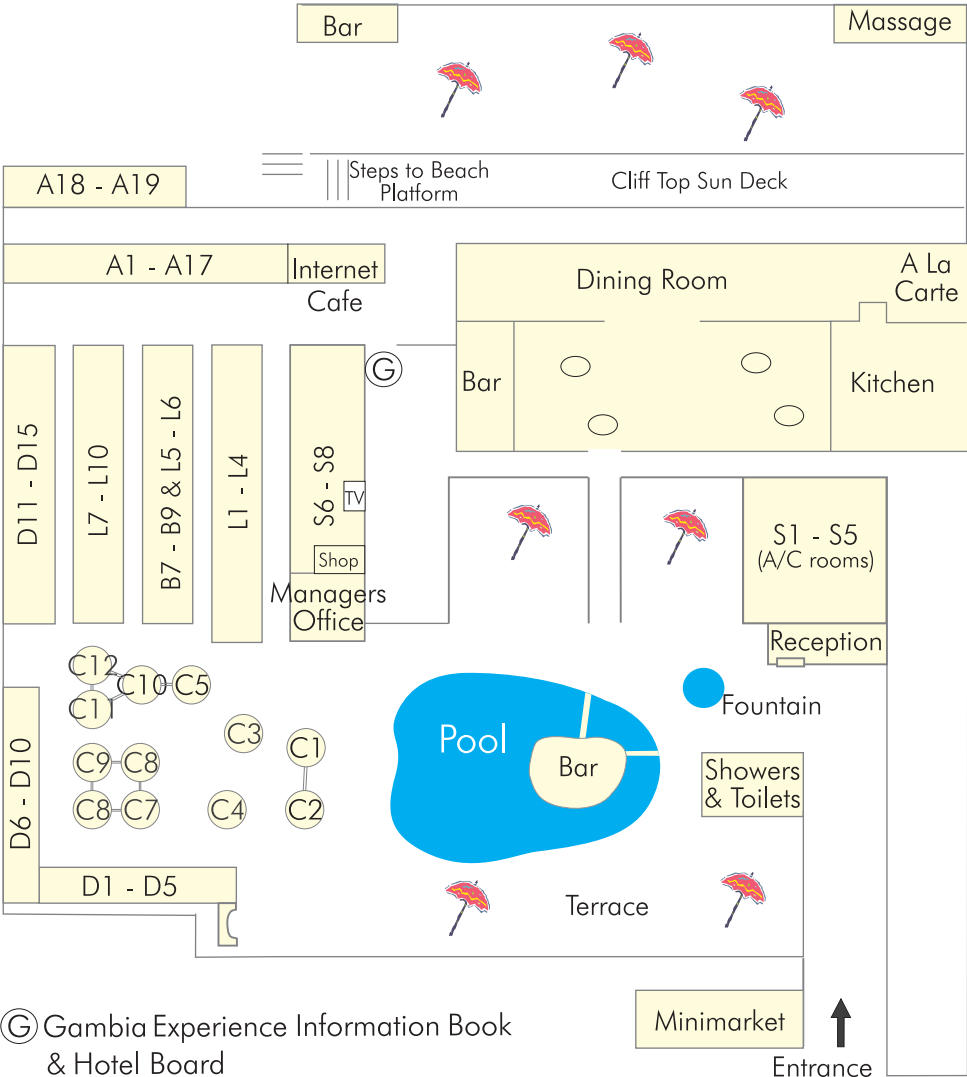 Bar
Massage
Steps to Beach
Platform
Cliff Top Sun Deck
A18 - A19
A1 - A17
Internet
Cafe
Dining Room
A La
Carte
G
Bar
Kitchen
D11 - D15
L7 - L10
B7 - B9 & L5 - L6
L1 - L4
S6 - S8
TV
Shop
Managers
Office
S1 - S5
(A/C rooms)
Reception
C12
C10
C5
C11
Fountain
C3
C1
Pool
Bar
C9
C8
Showers
& Toilets
C8
C7
C4
C2
D6 - D10
D1 - D5
Terrace
Minimarket
Entrance
G Gambia Experience Information Book
& Hotel Board